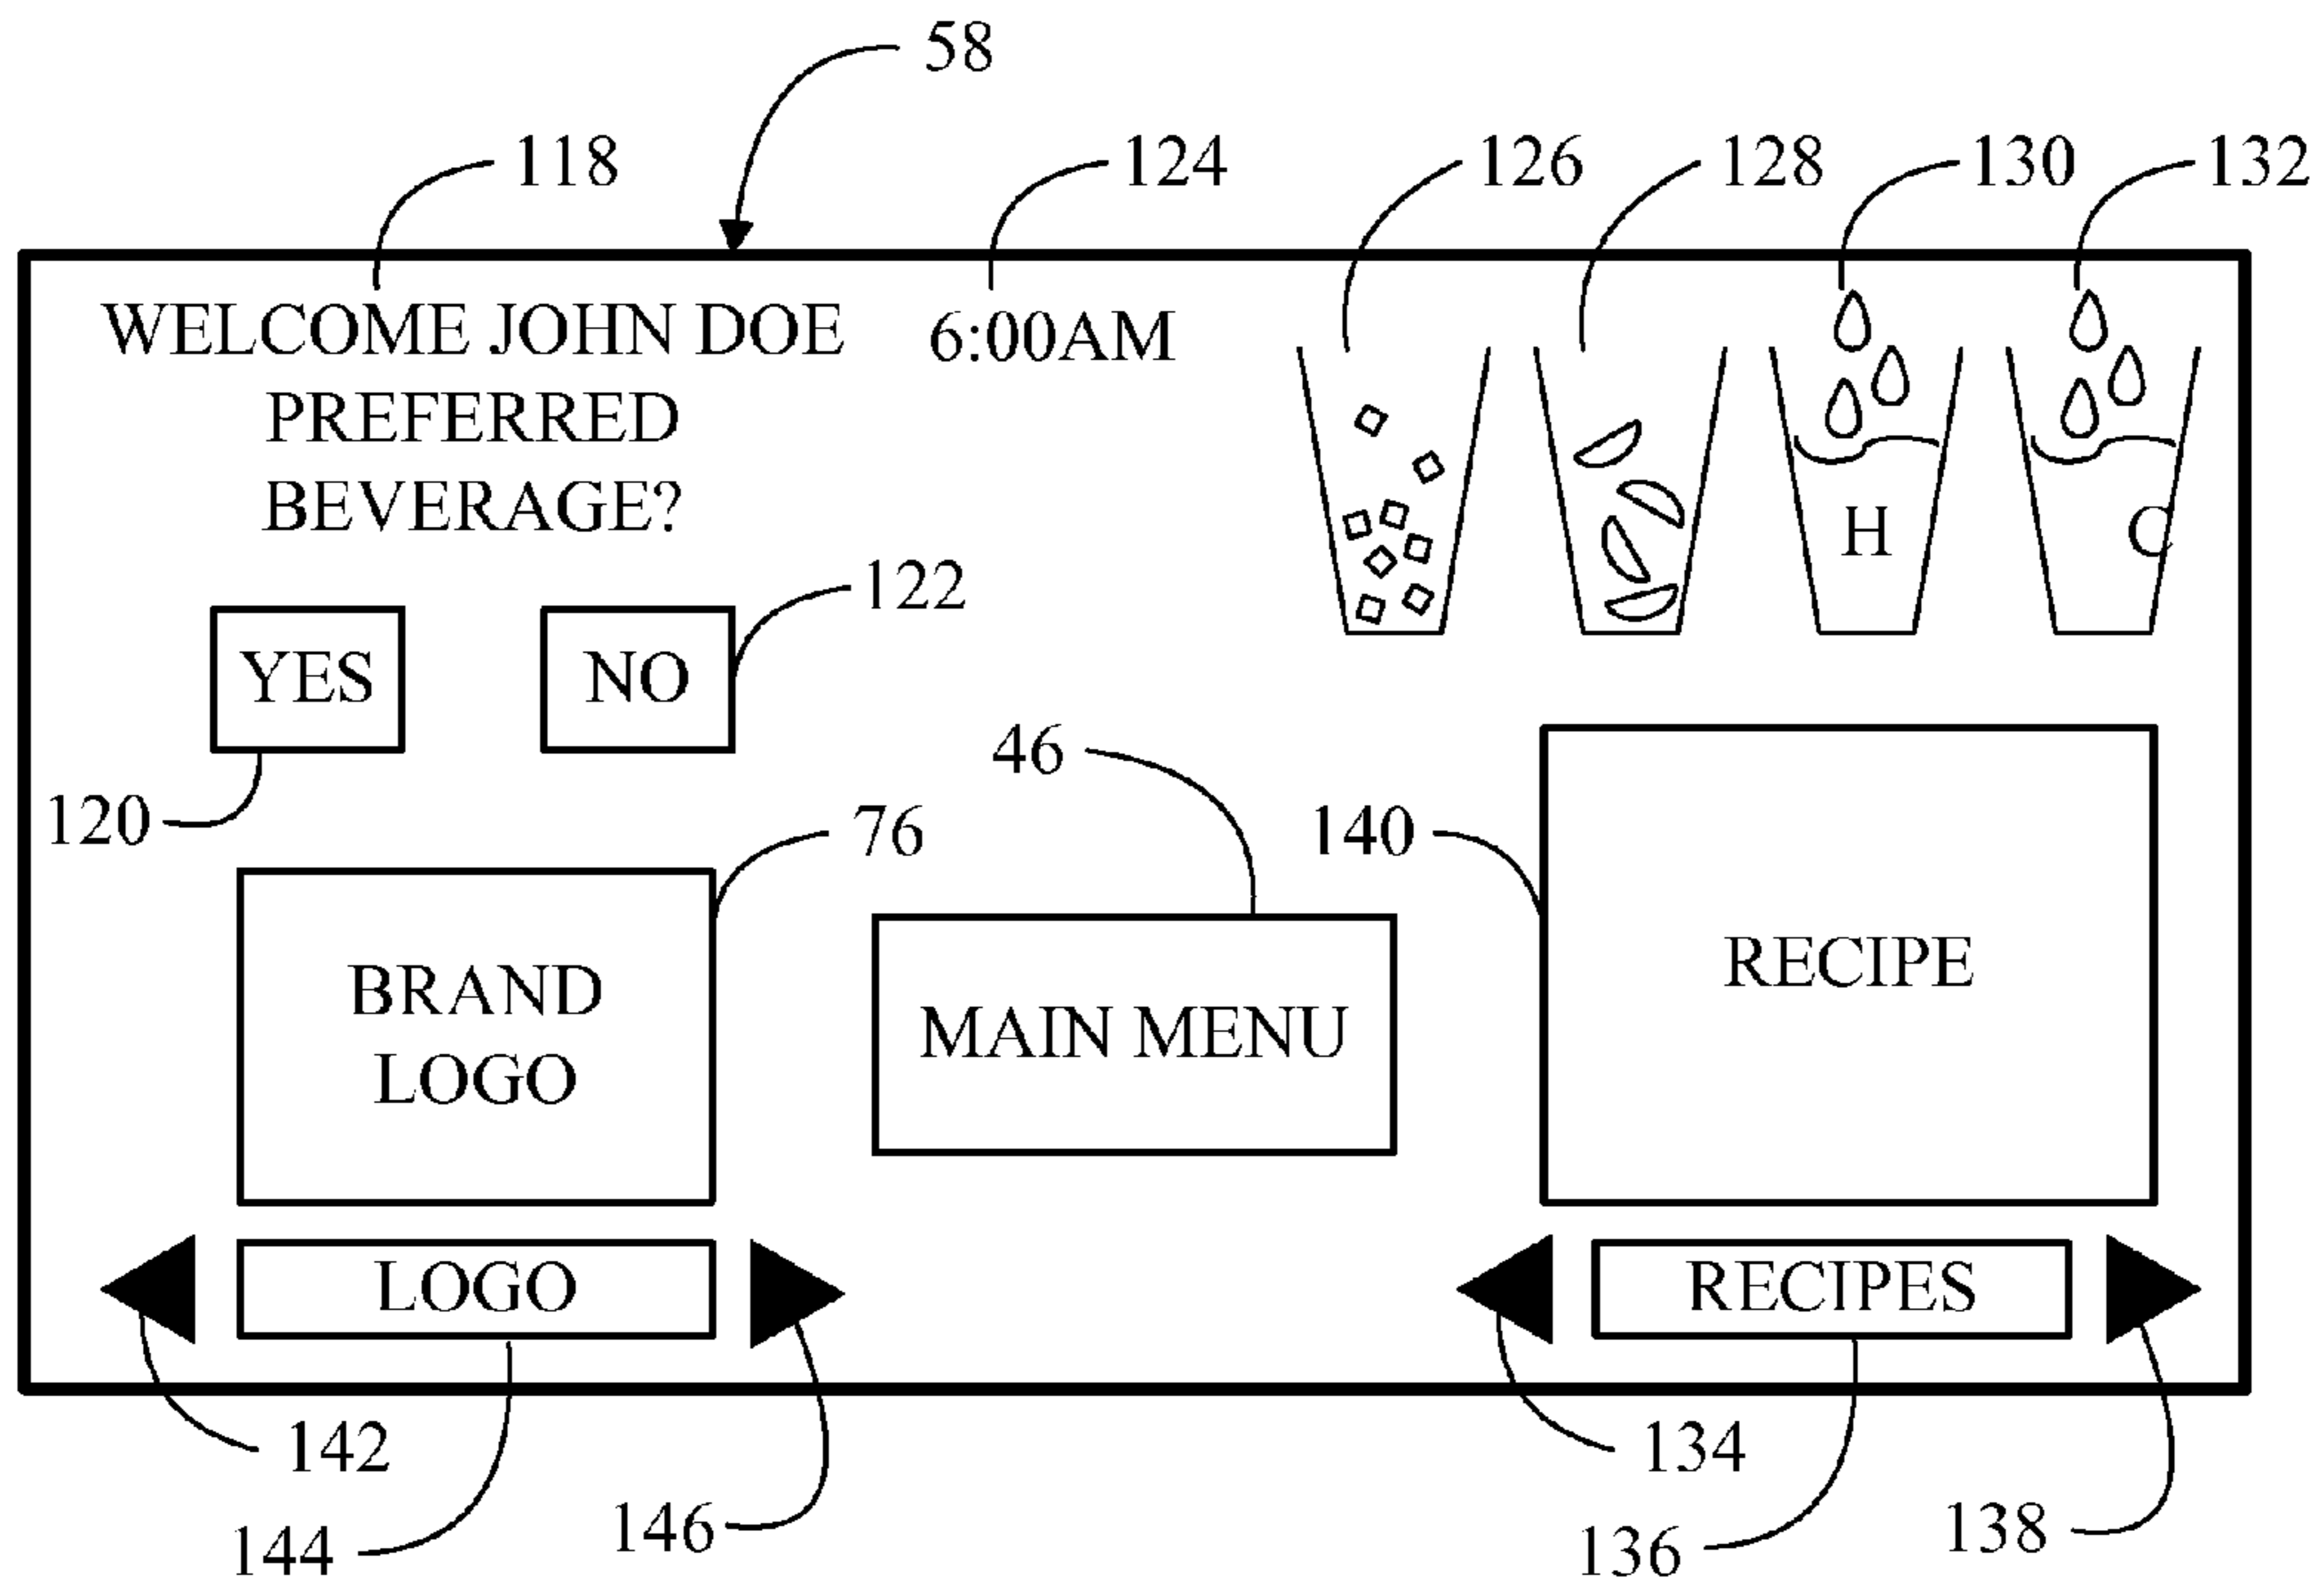 58
118
124
126
128
130
132
WELCOME JOHN DOE
6:00AM
PREFERRED
BEVERAGE?
H
C
122
YES
NO
46
120
76
140
RECIPE
BRAND
LOGO
MAIN MENU
LOGO
RECIPES
142
134
146
138
144
136